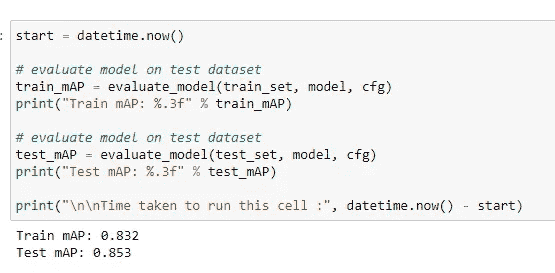 : start = datetime.now()
# evaluate model on test dataset
train_mAP = evaluate_model(train_set, model, cfg)
print("Train mAP: %.3f" % train_mAP)
# evaluate model on test dataset
test_mAP = evaluate_model(test_set, model, cfg)
print("Test mAP: %.3f" % test_mAP)
print("\n\nTime taken to run this cell :", datetime.now() - start)
Train mAP: 0.832
Test mAP: 0.853